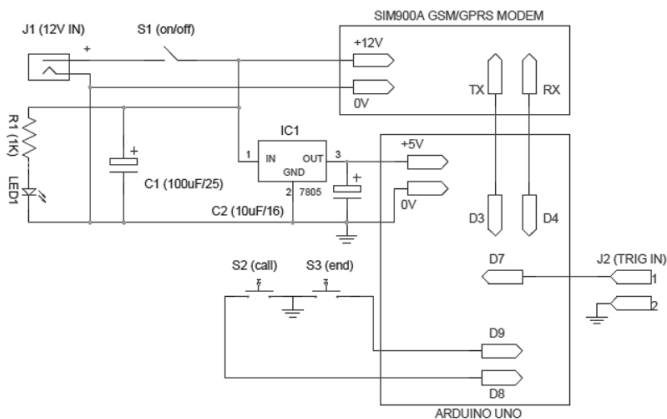 SIM900A GSM/GPRS MODEM
J1 (12V IN)
S1 (on/off)
+
+12V
0V
TX
RX
R1 (1K)
LED1
+
C1 (100uF/25)
IC1
1
IN
OUT
3
GND
2
7805
+
C2 (10uF/16)
+5V
0V
D3
D4
D7
J2 (TRIG IN)
1
2
S2 (call)
S3 (end)
D9
D8
ARDUINO UNO